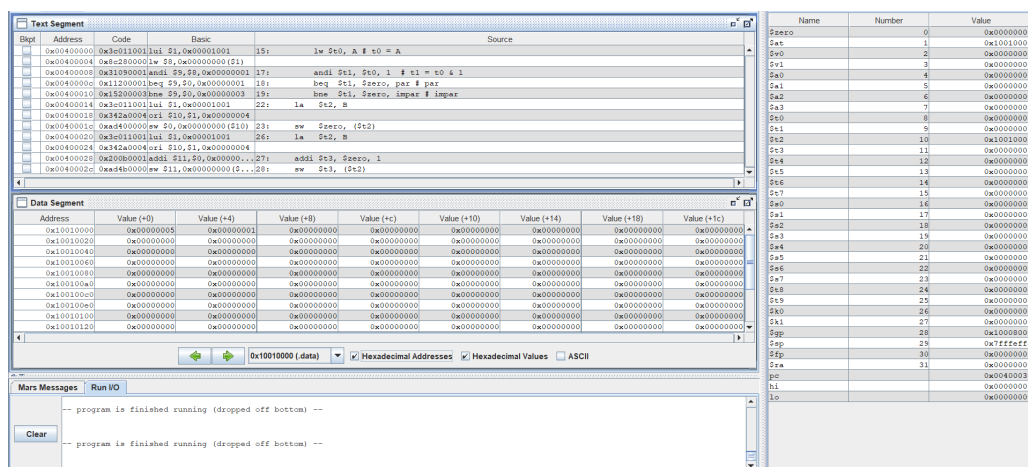 Text Segment
Bkpt Address Code Basic Source
0x00400000 0x3c011001 lui $1,0x00001001 15: lw $t0, A # t0 = A
0x00400004 0x8c280000 lw $8,0x00000000($1)
0x00400008 0x31090001 andi $9,$8,0x00000001 17: andi $t1, $t0, 1 # t1 = t0 & 1
0x0040000c 0x11200001 beq $9,$0,0x00000001 18: beq $t1, $zero, par # par
0x00400010 0x15200003 bne $9,$0,0x00000003 19: bne $t1, $zero, impar # impar
0x00400014 0x3c011001 lui $1,0x00001001 22: la $t2, B
0x00400018 0x342a0004 ori $10,$1,0x00000004
0x0040001c 0xad400000 sw $0,0x00000000($10) 23: sw $zero, ($t2)
0x00400020 0x3c011001 lui $1,0x00001001 26: la $t2, B
0x00400024 0x342a0004 ori $10,$1,0x00000004
0x00400028 0x200b0001 addi $11,$0,0x00000... 27: addi $t3, $zero, 1
0x0040002c 0xad4b0000 sw $11,0x00000000($... 28: sw $t3, ($t2)
Data Segment
Address Value (+0) Value (+4) Value (+8) Value (+c) Value (+10) Value (+14) Value (+18) Value (+1c)
0x10010000 0x00000005 0x00000001 0x00000000 0x00000000 0x00000000 0x00000000 0x00000000 0x00000000
0x10010020 0x00000000 0x00000000 0x00000000 0x00000000 0x00000000 0x00000000 0x00000000 0x00000000
0x10010040 0x00000000 0x00000000 0x00000000 0x00000000 0x00000000 0x00000000 0x00000000 0x00000000
0x10010060 0x00000000 0x00000000 0x00000000 0x00000000 0x00000000 0x00000000 0x00000000 0x00000000
0x10010080 0x00000000 0x00000000 0x00000000 0x00000000 0x00000000 0x00000000 0x00000000 0x00000000
0x100100a0 0x00000000 0x00000000 0x00000000 0x00000000 0x00000000 0x00000000 0x00000000 0x00000000
0x100100c0 0x00000000 0x00000000 0x00000000 0x00000000 0x00000000 0x00000000 0x00000000 0x00000000
0x100100e0 0x00000000 0x00000000 0x00000000 0x00000000 0x00000000 0x00000000 0x00000000 0x00000000
0x10010100 0x00000000 0x00000000 0x00000000 0x00000000 0x00000000 0x00000000 0x00000000 0x00000000
0x10010120 0x00000000 0x00000000 0x00000000 0x00000000 0x00000000 0x00000000 0x00000000 0x00000000
0x10010000 (.data) Hexadecimal Addresses Hexadecimal Values ASCII
Mars Messages Run I/O
-- program is finished running (dropped off bottom) --
Clear
-- program is finished running (dropped off bottom) --
Name Number Value
$zero 0 0x0000000
$at 1 0x1001000
$v0 2 0x0000000
$v1 3 0x0000000
$a0 4 0x0000000
$a1 5 0x0000000
$a2 6 0x0000000
$a3 7 0x0000000
$t0 8 0x0000000
$t1 9 0x0000000
$t2 10 0x1001000
$t3 11 0x0000000
$t4 12 0x0000000
$t5 13 0x0000000
$t6 14 0x0000000
$t7 15 0x0000000
$s0 16 0x0000000
$s1 17 0x0000000
$s2 18 0x0000000
$s3 19 0x0000000
$s4 20 0x0000000
$s5 21 0x0000000
$s6 22 0x0000000
$s7 23 0x0000000
$t8 24 0x0000000
$t9 25 0x0000000
$k0 26 0x0000000
$k1 27 0x0000000
$gp 28 0x1000800
$sp 29 0x7fffeff
$fp 30 0x0000000
$ra 31 0x0000000
pc 0x0040003
hi 0x0000000
lo 0x0000000